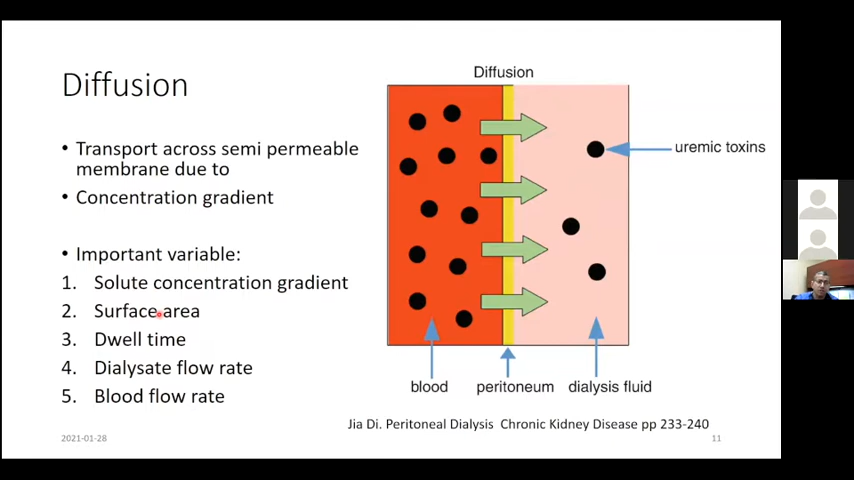 Diffusion
• Transport across semi permeable
membrane due to
• Concentration gradient
• Important variable:
1. Solute concentration gradient
2. Surface area
3. Dwell time
4. Dialysate flow rate
5. Blood flow rate
Diffusion
uremic toxins
blood
peritoneum
dialysis fluid
Jia Di. Peritoneal Dialysis Chronic Kidney Disease pp 233-240
2021-01-28
11